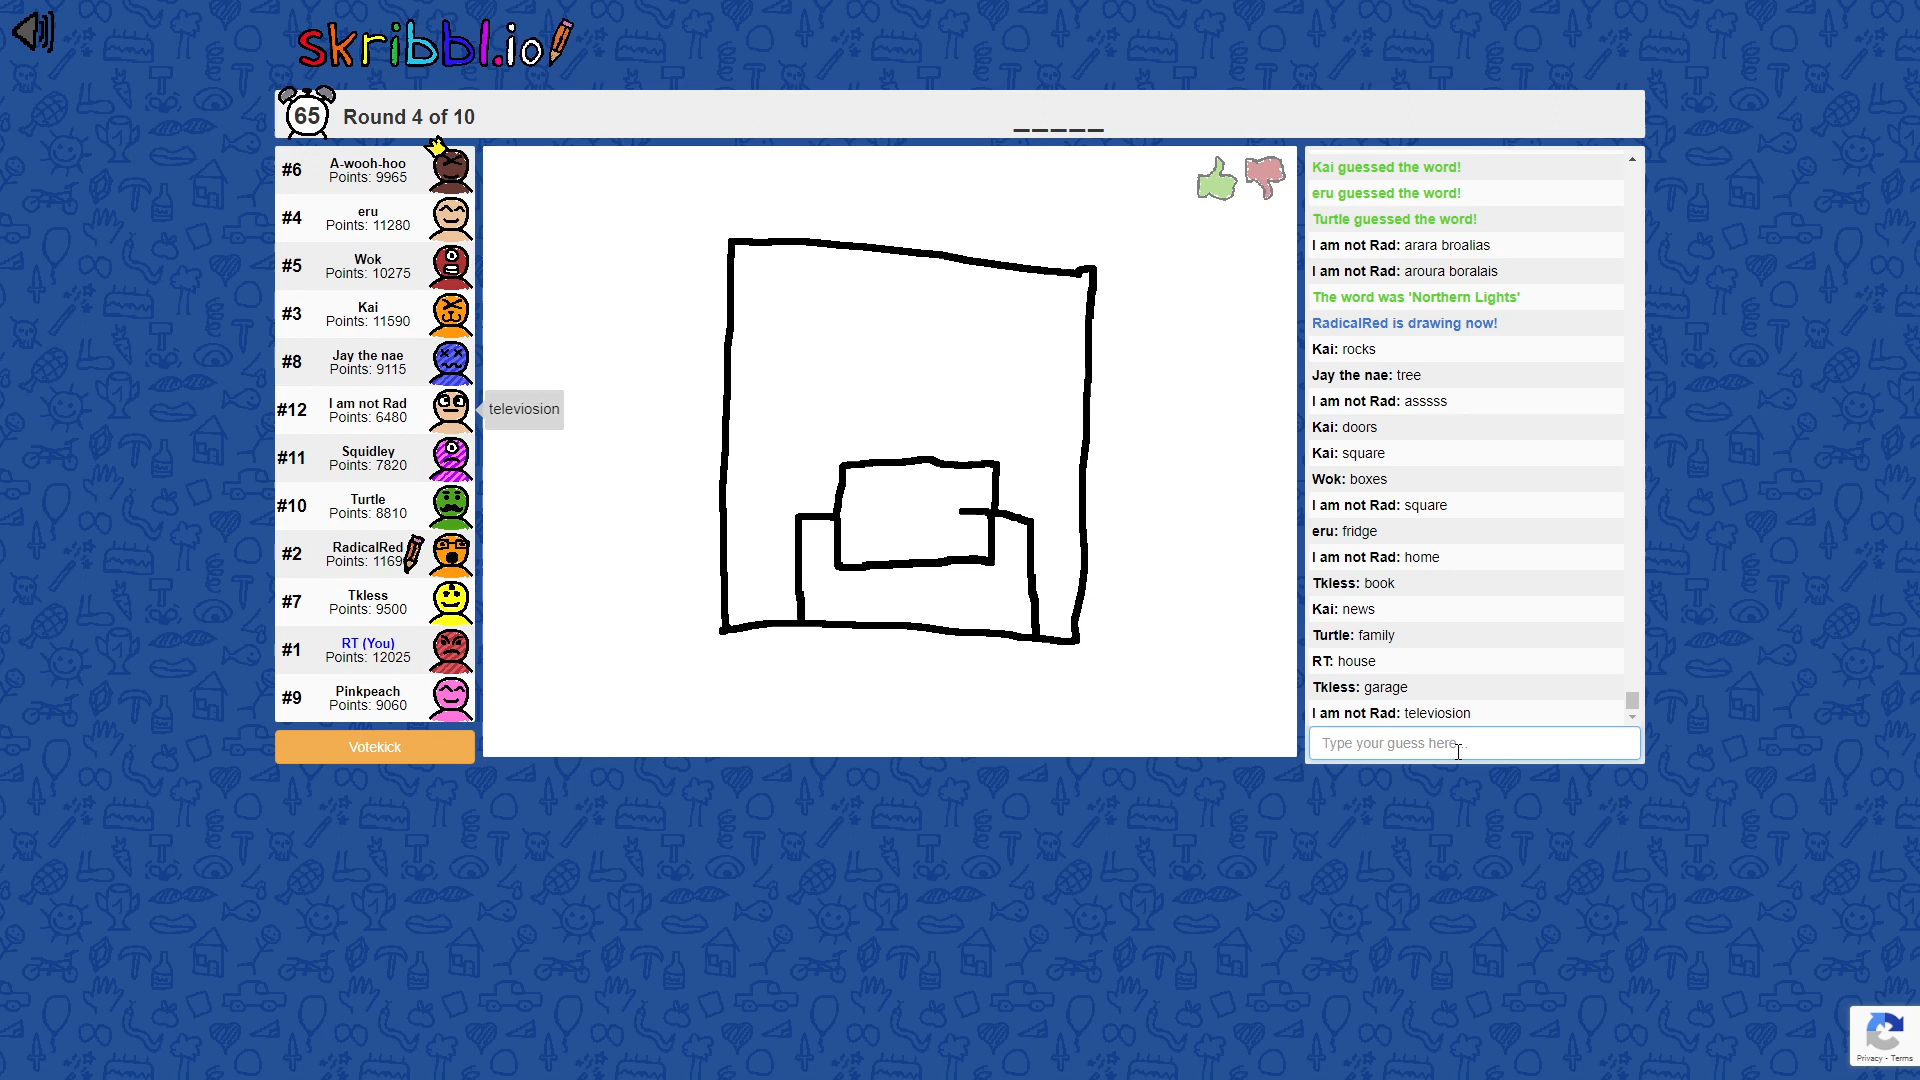 skribbl.io
65
Round 4 of 10
_ _ _ _ _
#6
A-wooh-hoo
Points: 9965
#4
eru
Points: 11280
#5
Wok
Points: 10275
#3
Kai
Points: 11590
#8
Jay the nae
Points: 9115
#12
I am not Rad
Points: 6480
televiosion
#11
Squidley
Points: 7820
#10
Turtle
Points: 8810
#2
RadicalRed
Points: 1169
#7
Tkless
Points: 9500
#1
RT (You)
Points: 12025
#9
Pinkpeach
Points: 9060
Votekick
Kai guessed the word!
eru guessed the word!
Turtle guessed the word!
I am not Rad: arara broalias
I am not Rad: aroura boralais
The word was 'Northern Lights'
RadicalRed is drawing now!
Kai: rocks
Jay the nae: tree
I am not Rad: asssss
Kai: doors
Kai: square
Wok: boxes
I am not Rad: square
eru: fridge
I am not Rad: home
Tkless: book
Kai: news
Turtle: family
RT: house
Tkless: garage
I am not Rad: televiosion
Type your guess here...
Privacy - Terms